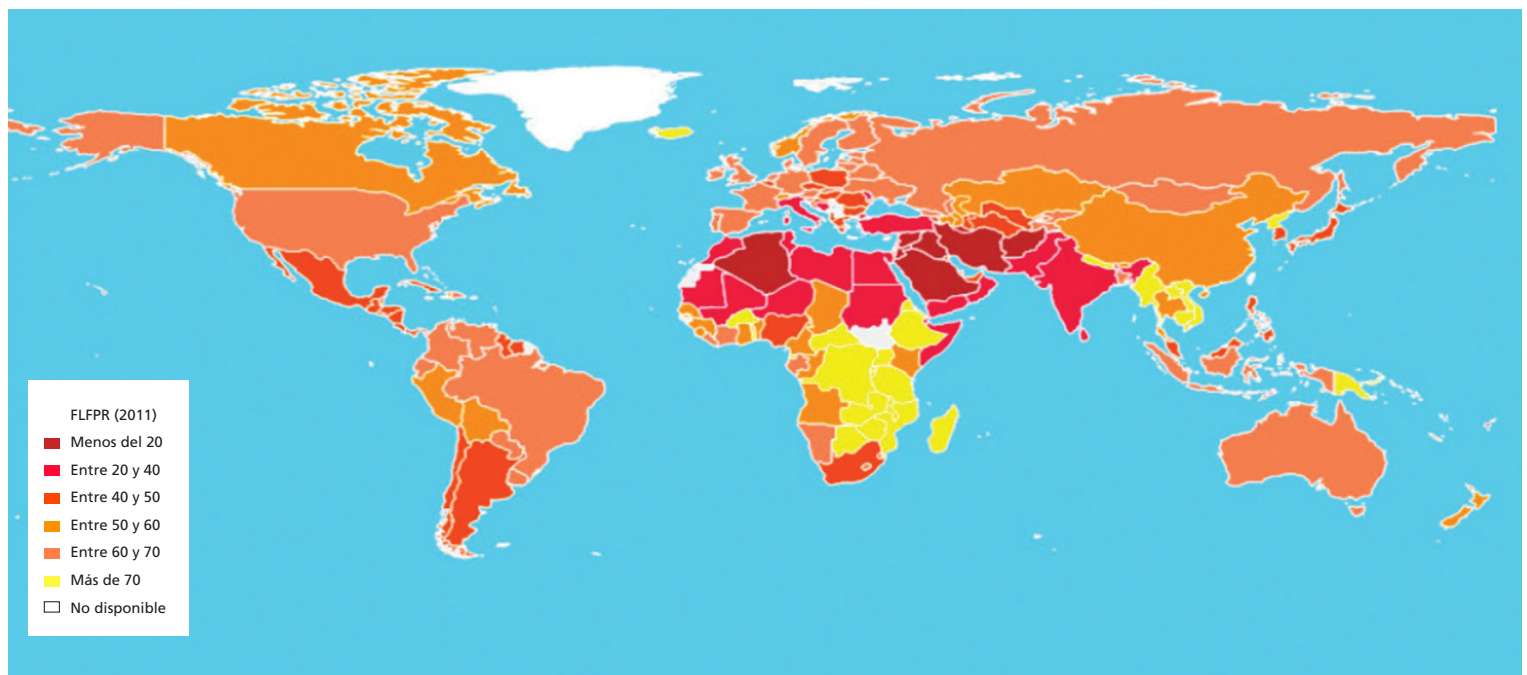 FLFPR (2011)
Menos del 20
Entre 20 y 40
Entre 40 y 50
Entre 50 y 60
Entre 60 y 70
Más de 70
No disponible